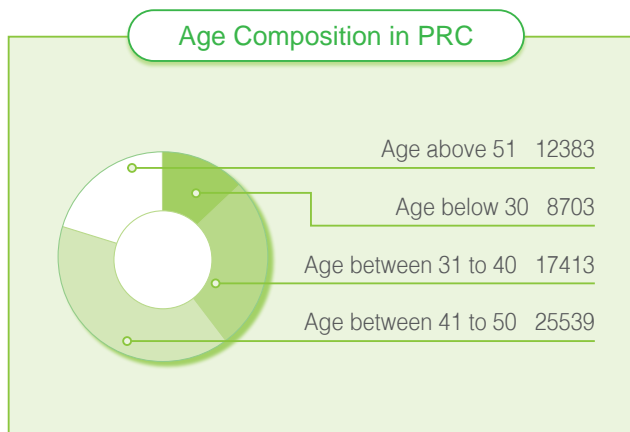 Age Composition in PRC
Age above 51 12383
Age below 30 8703
Age between 31 to 40 17413
Age between 41 to 50 25539